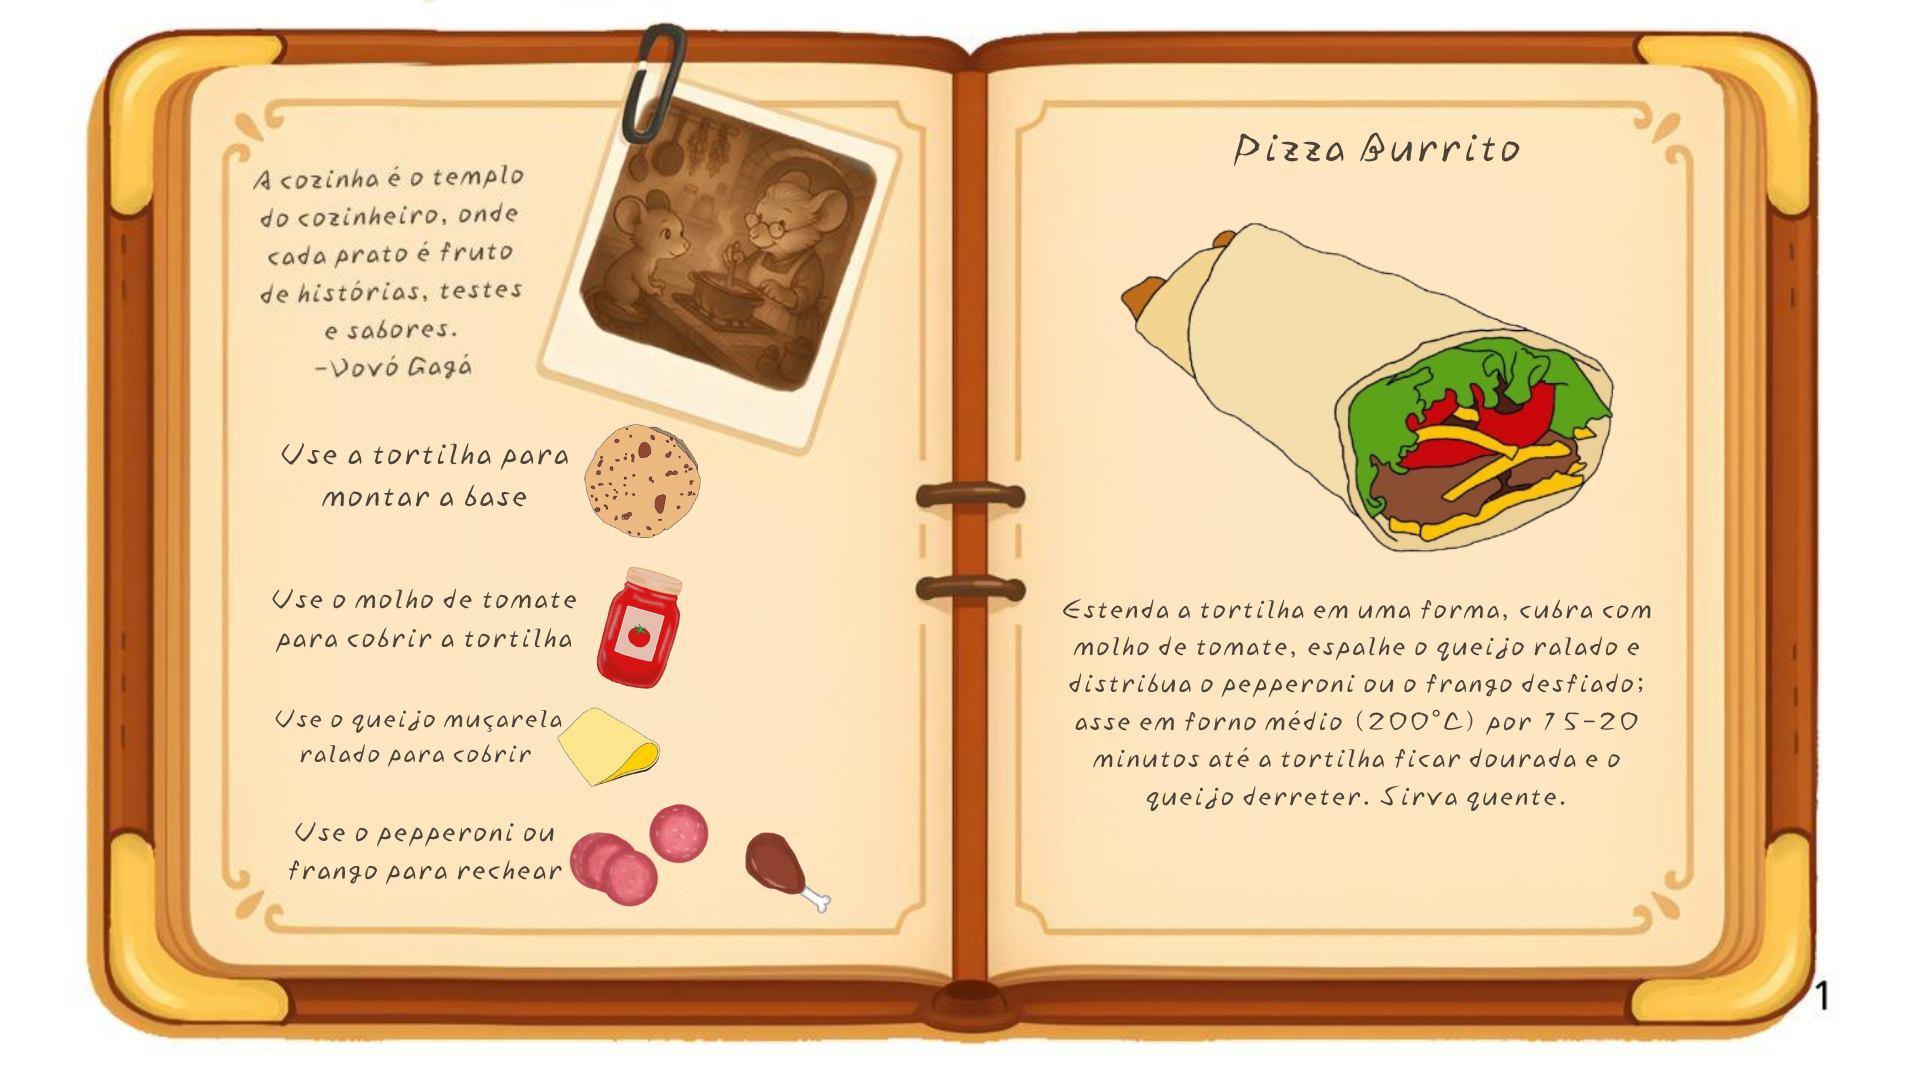 A cozinha é o templo
do cozinheiro, onde
cada prato é fruto
de histórias, testes
e sabores.
-Vovó Gagá
Use a tortilha para
montar a base
Use o molho de tomate
para cobrir a tortilha
Use o queijo muçarela
ralado para cobrir
Use o pepperoni ou
frango para rechear
Pizza Burrito
Estenda a tortilha em uma forma, cubra com
molho de tomate, espalhe o queijo ralado e
distribua o pepperoni ou o frango desfiado;
asse em forno médio (200°C) por 15-20
minutos até a tortilha ficar dourada e o
queijo derreter. Sirva quente.
1